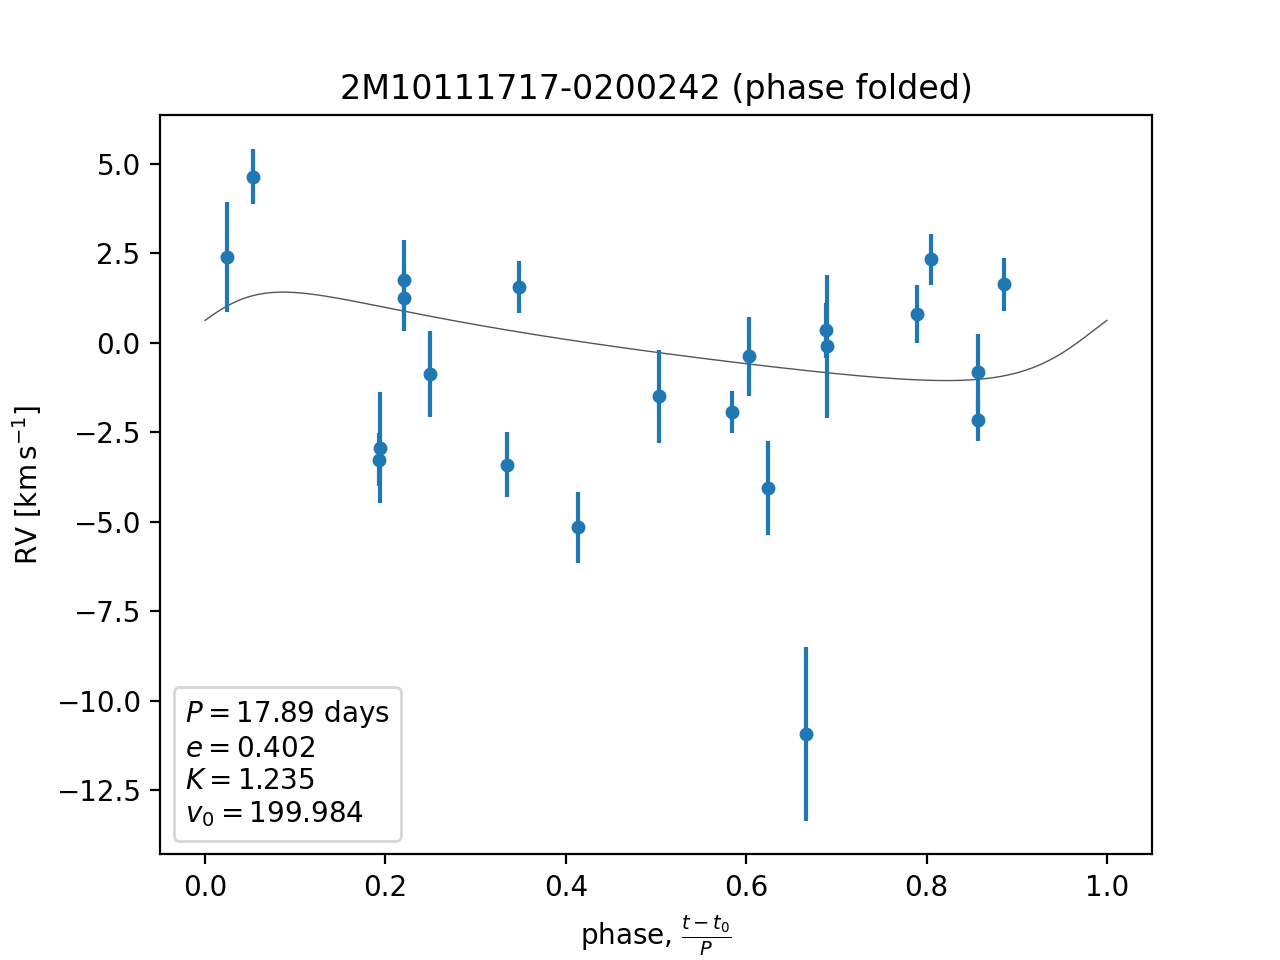 2M10111717-0200242 (phase folded)
5.0
2.5
0.0
−2.5
−5.0
−7.5
−10.0
−12.5
RV [km s⁻¹]
P = 17.89 days
e = 0.402
K = 1.235
v₀ = 199.984
0.0 0.2 0.4 0.6 0.8 1.0
phase, (t − t₀)/P